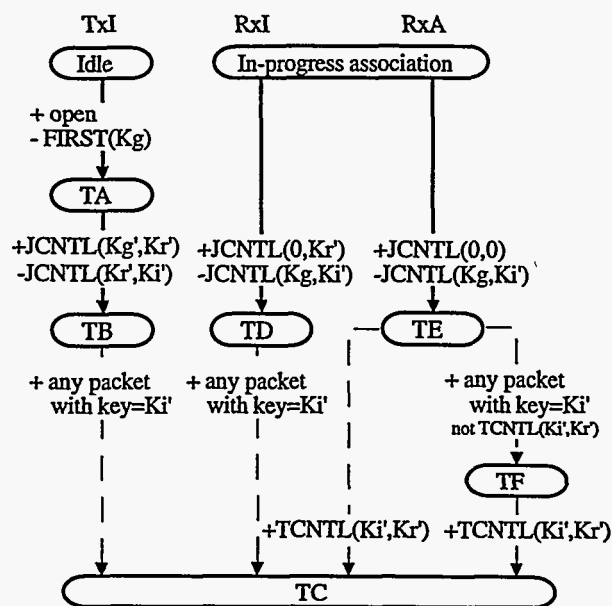 TxI RxI RxA
Idle In-progress association
+ open
- FIRST(Kg)
TA
+JCNTL(Kg',Kr') +JCNTL(0,Kr') +JCNTL(0,0)
-JCNTL(Kr',Ki') -JCNTL(Kg,Ki') -JCNTL(Kg,Ki')
TB TD TE
+ any packet + any packet + any packet
with key=Ki' with key=Ki' with key=Ki'
not TCNTL(Ki',Kr')
TF
+TCNTL(Ki',Kr') +TCNTL(Ki',Kr')
TC